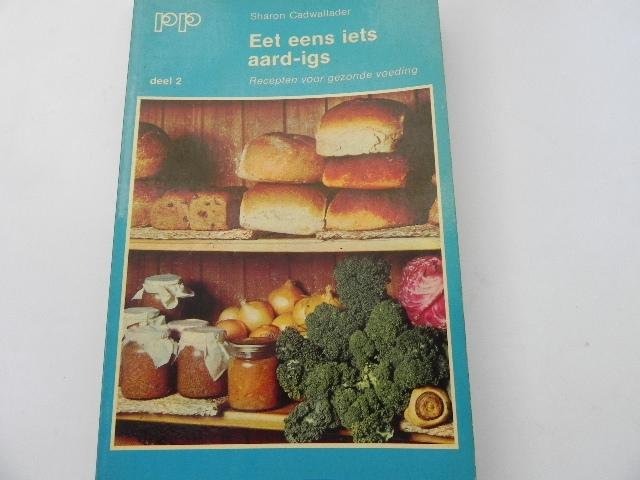 pp
Sharon Cadwallader
Eet eens iets
aard-igs
deel 2
Recepten voor gezonde voeding